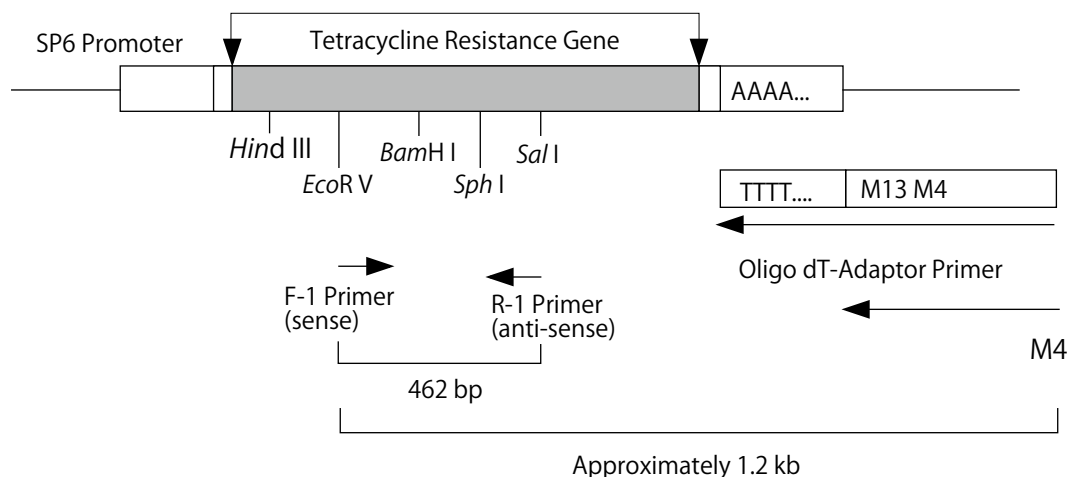 SP6 Promoter
Tetracycline Resistance Gene
AAAA...
Hind III
EcoR V
BamH I
Sph I
Sal I
TTTT....
M13 M4
Oligo dT-Adaptor Primer
F-1 Primer
(sense)
R-1 Primer
(anti-sense)
M4
462 bp
Approximately 1.2 kb